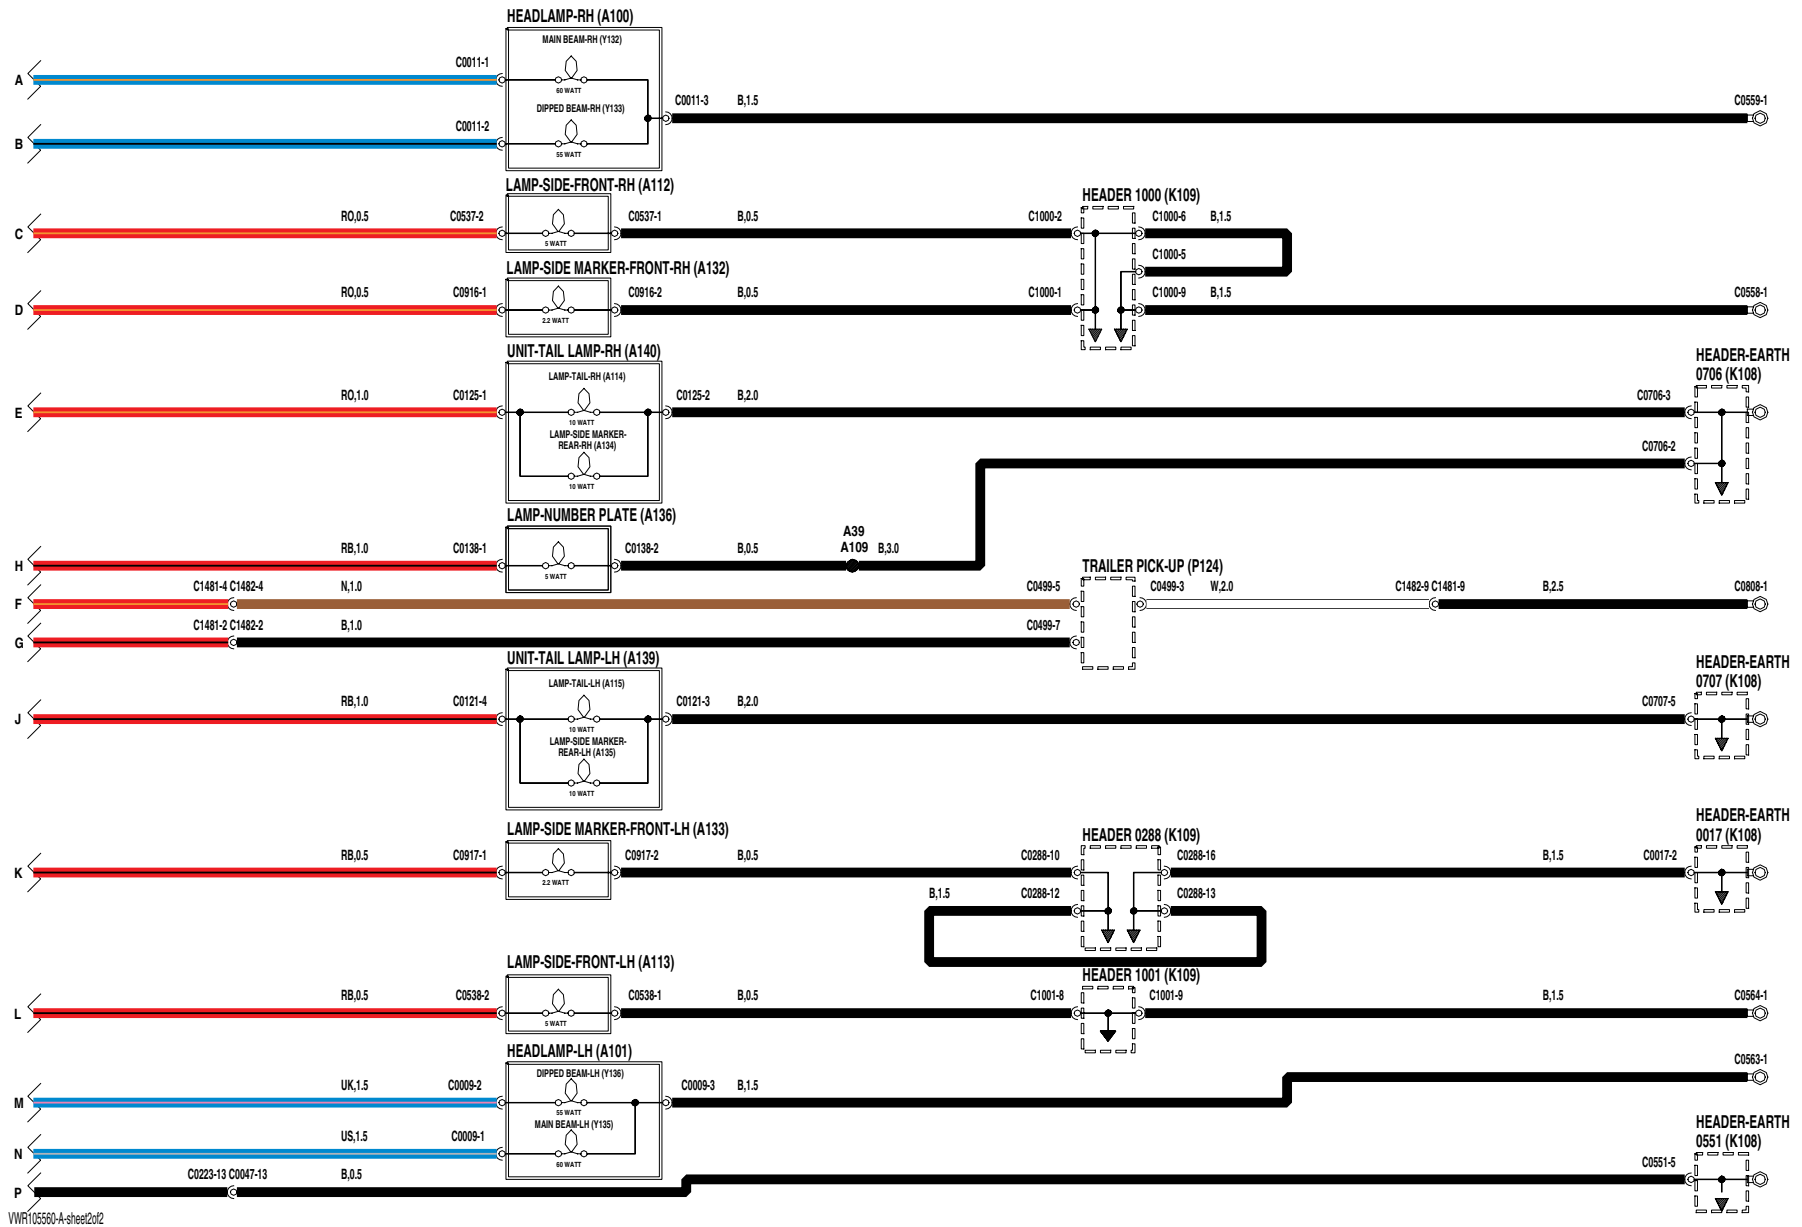 HEADLAMP-RH (A100)
MAIN BEAM-RH (Y132)
A
C0011-1
60 WATT
DIPPED BEAM-RH (Y133)
C0011-3 B,1.5 C0559-1
B
C0011-2
55 WATT
LAMP-SIDE-FRONT-RH (A112)
HEADER 1000 (K109)
C
RO,0.5 C0537-2
5 WATT
C0537-1 B,0.5 C1000-2
C1000-6 B,1.5
C1000-5
LAMP-SIDE MARKER-FRONT-RH (A132)
D
RO,0.5 C0916-1
2.2 WATT
C0916-2 B,0.5 C1000-1
C1000-9 B,1.5 C0558-1
UNIT-TAIL LAMP-RH (A140)
HEADER-EARTH
0706 (K108)
LAMP-TAIL-RH (A114)
E
RO,1.0 C0125-1
10 WATT
C0125-2 B,2.0 C0706-3
LAMP-SIDE MARKER-
REAR-RH (A134)
10 WATT
C0706-2
LAMP-NUMBER PLATE (A136)
A39
A109
H
RB,1.0 C0138-1
5 WATT
C0138-2 B,0.5 B,3.0
TRAILER PICK-UP (P124)
F
C1481-4 C1482-4 N,1.0 C0499-5
C0499-3 W,2.0 C1482-9 C1481-9 B,2.5 C0808-1
G
C1481-2 C1482-2 B,1.0 C0499-7
UNIT-TAIL LAMP-LH (A139)
HEADER-EARTH
0707 (K108)
LAMP-TAIL-LH (A115)
J
RB,1.0 C0121-4
10 WATT
C0121-3 B,2.0 C0707-5
LAMP-SIDE MARKER-
REAR-LH (A135)
10 WATT
LAMP-SIDE MARKER-FRONT-LH (A133)
HEADER 0288 (K109)
HEADER-EARTH
0017 (K108)
K
RB,0.5 C0917-1
2.2 WATT
C0917-2 B,0.5 C0288-10
C0288-16 B,1.5 C0017-2
B,1.5 C0288-12 C0288-13
LAMP-SIDE-FRONT-LH (A113)
HEADER 1001 (K109)
L
RB,0.5 C0538-2
5 WATT
C0538-1 B,0.5 C1001-8
C1001-9 B,1.5 C0564-1
HEADLAMP-LH (A101)
C0563-1
DIPPED BEAM-LH (Y136)
M
UK,1.5 C0009-2
55 WATT
C0009-3 B,1.5
MAIN BEAM-LH (Y135)
HEADER-EARTH
0551 (K108)
N
US,1.5 C0009-1
60 WATT
P
C0223-13 C0047-13 B,0.5 C0551-5
VWR105560-A-sheet2of2